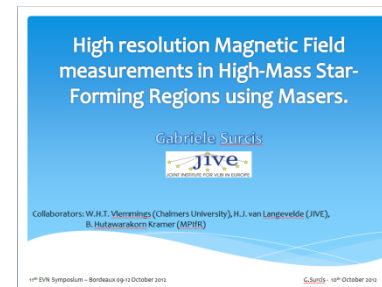 High resolution Magnetic Field
measurements in High-Mass Star-
Forming Regions using Masers.
Gabriele Surcis
JIVE
JOINT INSTITUTE FOR VLBI IN EUROPE
Collaborators: W.H.T. Vlemmings (Chalmers University), H.J. van Langevelde (JIVE),
B. Hutawarakorn Kramer (MPIfR)
11th EVN Symposium – Bordeaux 09-12 October 2012
G.Surcis – 10th October 2012